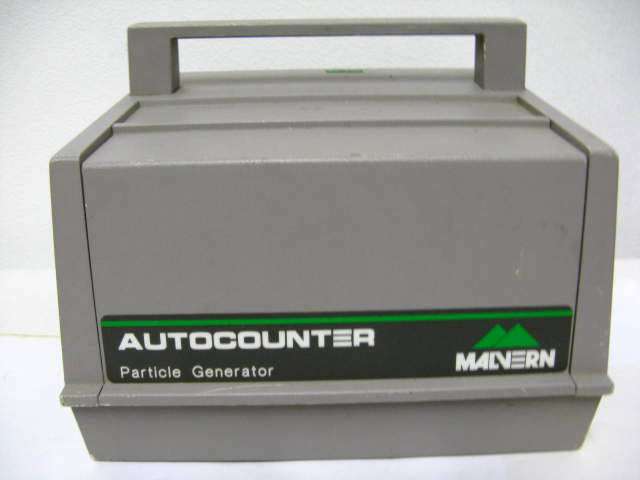 AUTOCOUNTER
Particle Generator
MALVERN